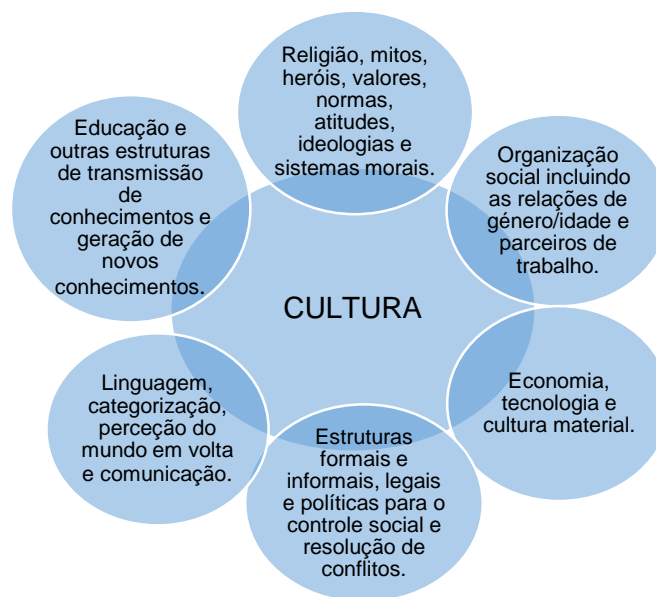 Religião, mitos,
heróis, valores,
normas,
atitudes,
ideologias e
sistemas morais.
Organização
social incluindo
as relações de
género/idade e
parceiros de
trabalho.
Economia,
tecnologia e
cultura material.
Estruturas
formais e
informais, legais
e políticas para o
controle social e
resolução de
conflitos.
Linguagem,
categorização,
perceção do
mundo em volta
e comunicação.
Educação e
outras estruturas
de transmissão
de
conhecimentos e
geração de
novos
conhecimentos.
CULTURA